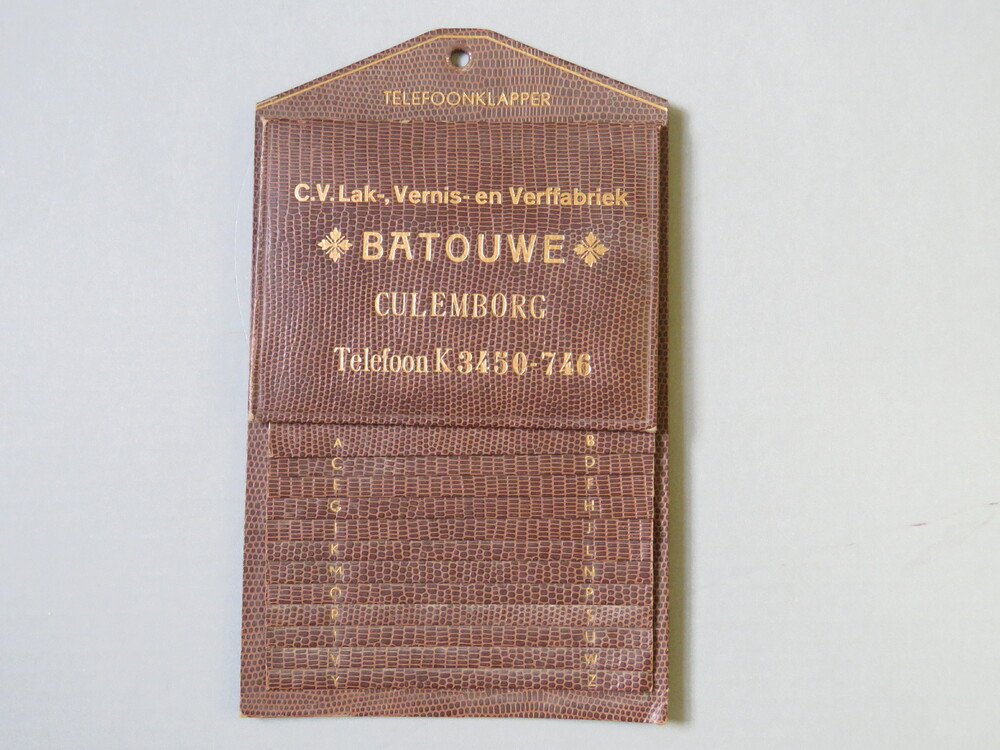 TELEFOONKLAPPER
C.V. Lak-, Vernis- en Verffabriek
BATOUWE
CULEMBORG
Telefoon K 3450-746
A B
C D
E F
G H
I J
K L
M N
O P
R S
T U
V W
Y Z